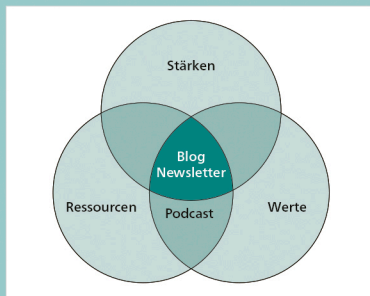 Stärken
Blog
Newsletter
Ressourcen
Podcast
Werte